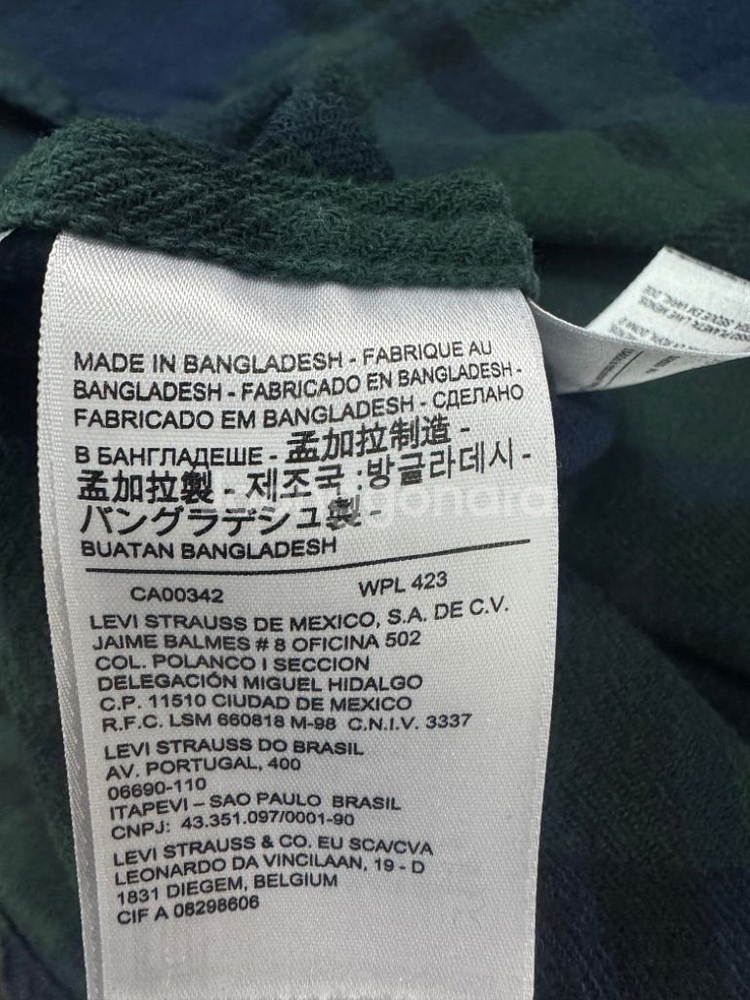 MADE IN BANGLADESH - FABRIQUE AU
BANGLADESH - FABRICADO EN BANGLADESH -
FABRICADO EM BANGLADESH - СДЕЛАНО
В БАНГЛАДЕШЕ - 孟加拉制造 -
孟加拉製 - 제조국 :방글라데시 -
バングラデシュ製 -
BUATAN BANGLADESH
CA00342 WPL 423
LEVI STRAUSS DE MEXICO, S.A. DE C.V.
JAIME BALMES # 8 OFICINA 502
COL. POLANCO I SECCION
DELEGACIÓN MIGUEL HIDALGO
C.P. 11510 CIUDAD DE MEXICO
R.F.C. LSM 660818 M-98 C.N.I.V. 3337
LEVI STRAUSS DO BRASIL
AV. PORTUGAL, 400
06690-110
ITAPEVI – SAO PAULO BRASIL
CNPJ: 43.351.097/0001-90
LEVI STRAUSS & CO. EU SCA/CVA
LEONARDO DA VINCILAAN, 19 - D
1831 DIEGEM, BELGIUM
CIF A 08298606